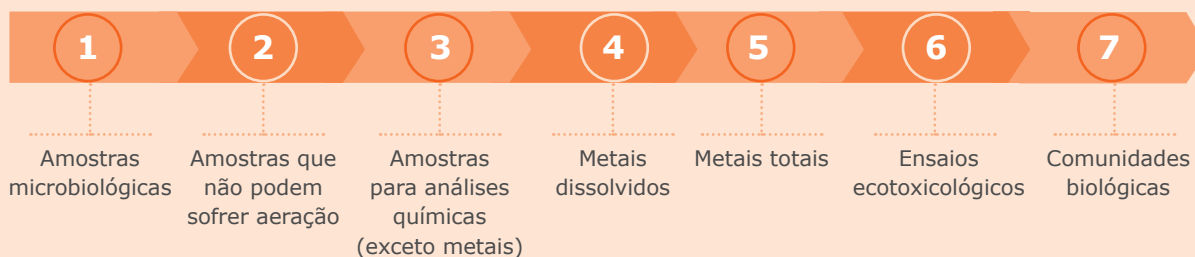 1
2
3
4
5
6
7
Amostras
microbiológicas
Amostras que
não podem
sofrer aeração
Amostras
para análises
químicas
(exceto metais)
Metais
dissolvidos
Metais totais
Ensaios
ecotoxicológicos
Comunidades
biológicas